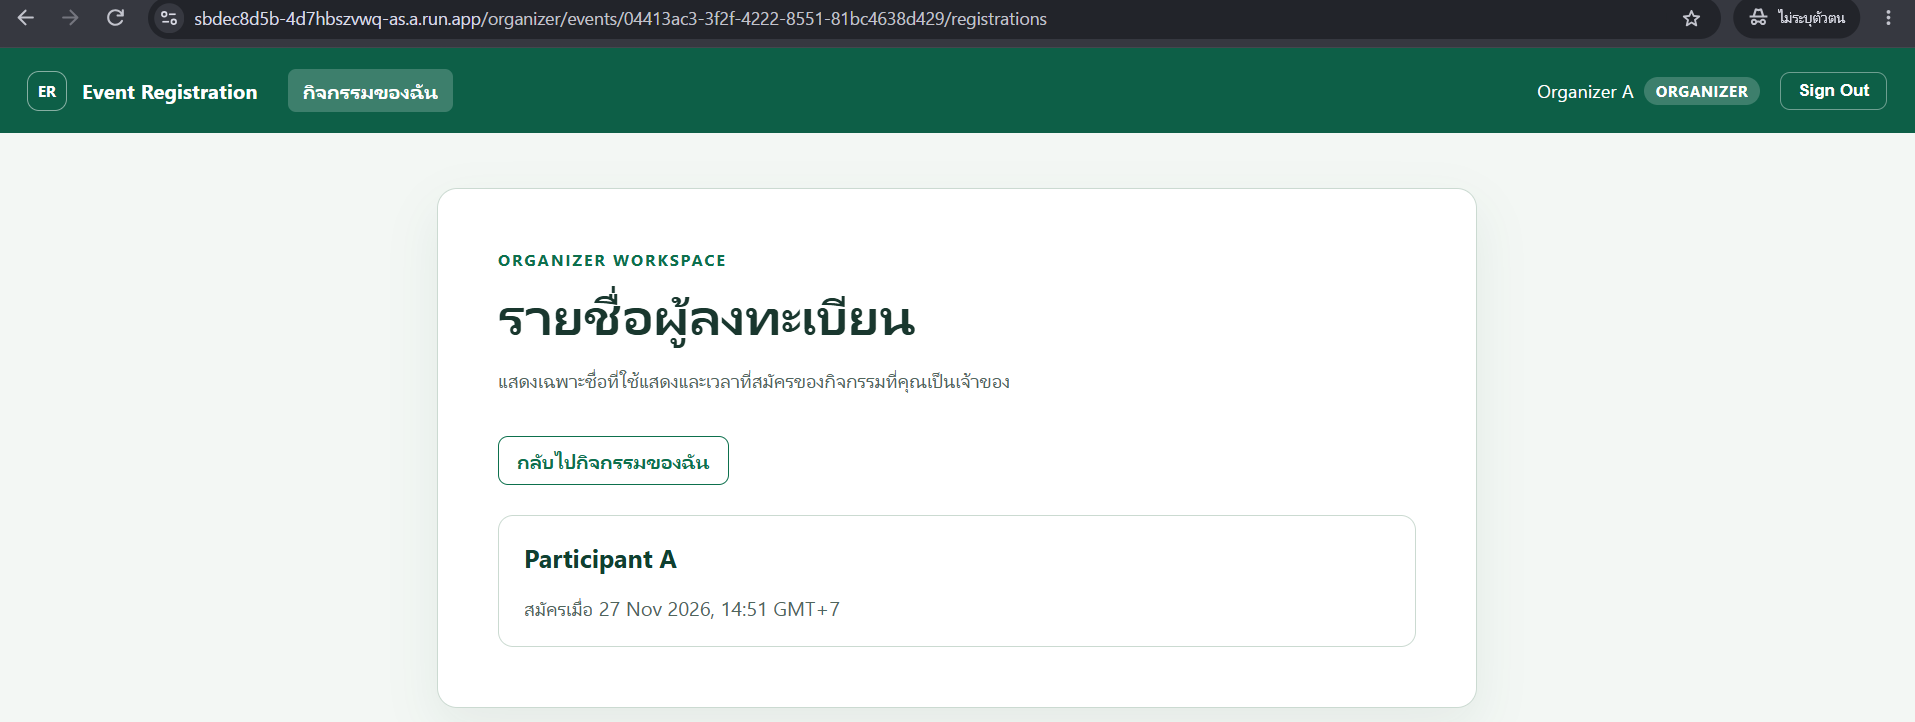 sbdec8d5b-4d7hbszvwq-as.a.run.app/organizer/events/04413ac3-3f2f-4222-8551-81bc4638d429/registrations
ไม่ระบุตัวตน
ER
Event Registration
กิจกรรมของฉัน
Organizer A
ORGANIZER
Sign Out
ORGANIZER WORKSPACE
รายชื่อผู้ลงทะเบียน
แสดงเฉพาะชื่อที่ใช้แสดงและเวลาที่สมัครของกิจกรรมที่คุณเป็นเจ้าของ
กลับไปกิจกรรมของฉัน
Participant A
สมัครเมื่อ 27 Nov 2026, 14:51 GMT+7